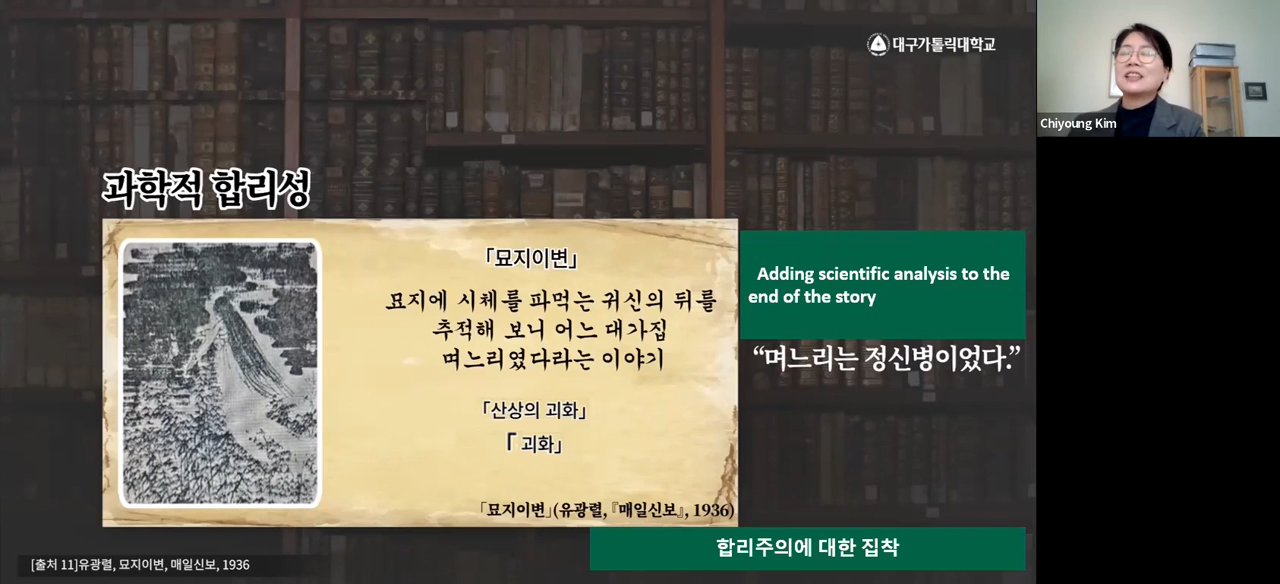 대구가톨릭대학교
Chiyoung Kim
과학적 합리성
「묘지이변」
묘지에 시체를 파먹는 귀신의 뒤를
추적해 보니 어느 대가집
며느리였다라는 이야기
「산상의 괴화」
「괴화」
「묘지이변」(유광렬, 『매일신보』, 1936)
Adding scientific analysis to the
end of the story
“며느리는 정신병이었다.”
합리주의에 대한 집착
[출처 11]유광렬, 묘지이변, 매일신보, 1936